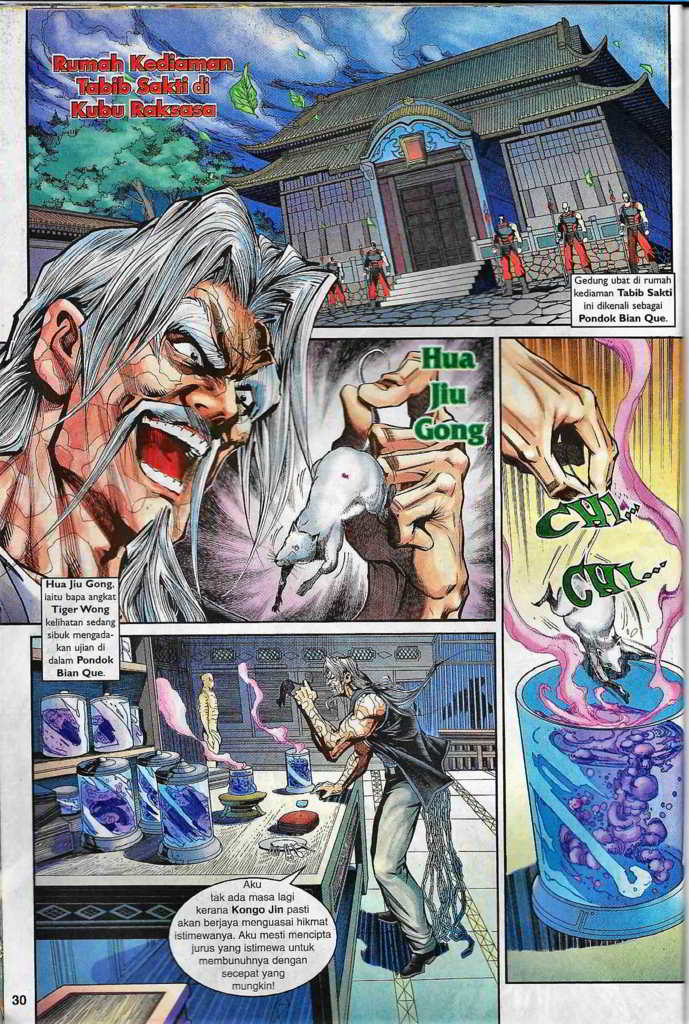 Rumah Kediaman
Tabib Sakti di
Kubu Raksasa
Gedung ubat di rumah
kediaman Tabib Sakti
dikenali sebagai
Pondok Bian Que.
Hua
Jiu
Gong
Hua Jiu Gong,
iaitu bapa angkat
Tiger Wong
kelihatan sedang
sibuk mengada-
kan ujian di
dalam Pondok
Bian Que.
CHI...
CHI...
Aku
tak ada masa lagi
kerana Kongo Jin pasti
akan berjaya menguasai hikmat
istimewanya. Aku mesti mencipta
jurus yang istimewa untuk
membunuhnya dengan
secepat yang
mungkin!
30